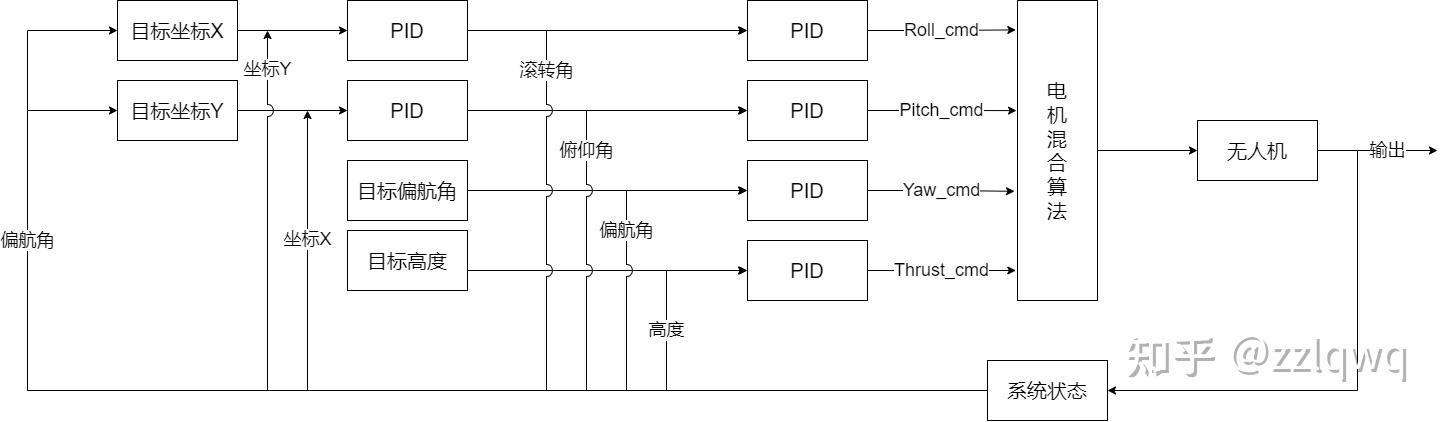 目标坐标X
PID
PID
Roll_cmd
坐标Y
滚转角
目标坐标Y
PID
PID
Pitch_cmd
电机混合算法
俯仰角
无人机
输出
目标偏航角
PID
Yaw_cmd
偏航角
坐标X
偏航角
目标高度
PID
Thrust_cmd
高度
知乎 @zzlqwq
系统状态